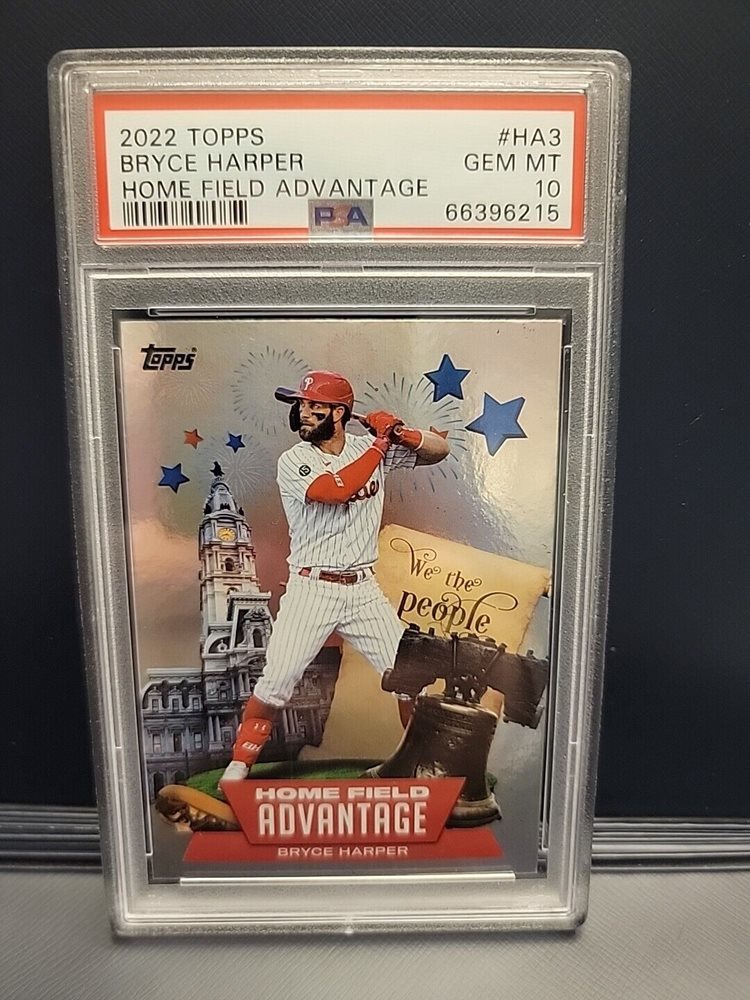 2022 TOPPS #HA3
BRYCE HARPER GEM MT
HOME FIELD ADVANTAGE 10
PSA 66396215
Topps
P
We the
people
HOME FIELD
ADVANTAGE
BRYCE HARPER